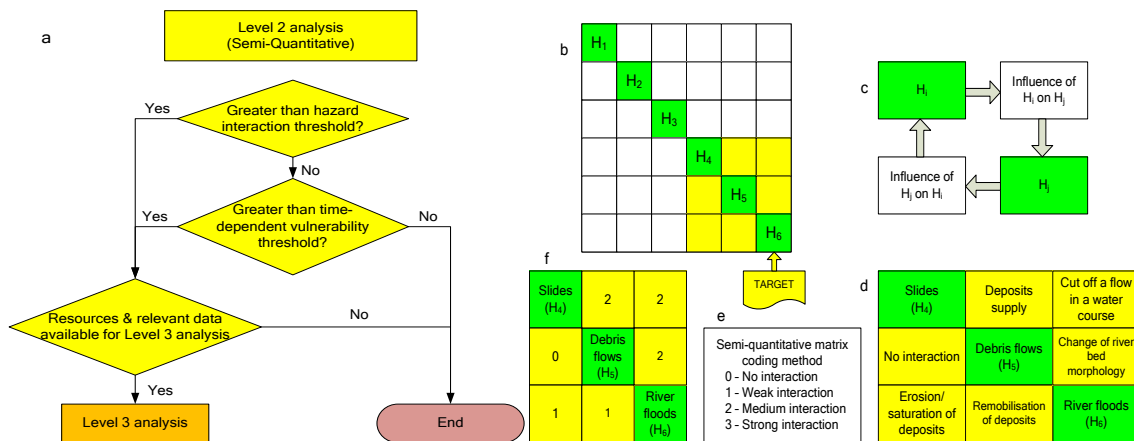 a
Level 2 analysis
(Semi-Quantitative)
Yes
Greater than hazard
interaction threshold?
No
Yes
Greater than time-
dependent vulnerability
threshold?
No
Resources & relevant data
available for Level 3 analysis
No
Yes
Level 3 analysis
End
b
H1
H2
H3
H4
H5
H6
TARGET
c
Hi
Influence of
Hi on Hj
Influence of
Hj on Hi
Hj
f
Slides
(H4)
2
2
0
Debris
flows
(H5)
2
1
1
River
floods
(H6)
e
Semi-quantitative matrix
coding method
0 - No interaction
1 - Weak interaction
2 - Medium interaction
3 - Strong interaction
d
Slides
(H4)
Deposits
supply
Cut off a flow
in a water
course
No interaction
Debris flows
(H5)
Change of river
bed
morphology
Erosion/
saturation of
deposits
Remobilisation
of deposits
River floods
(H6)